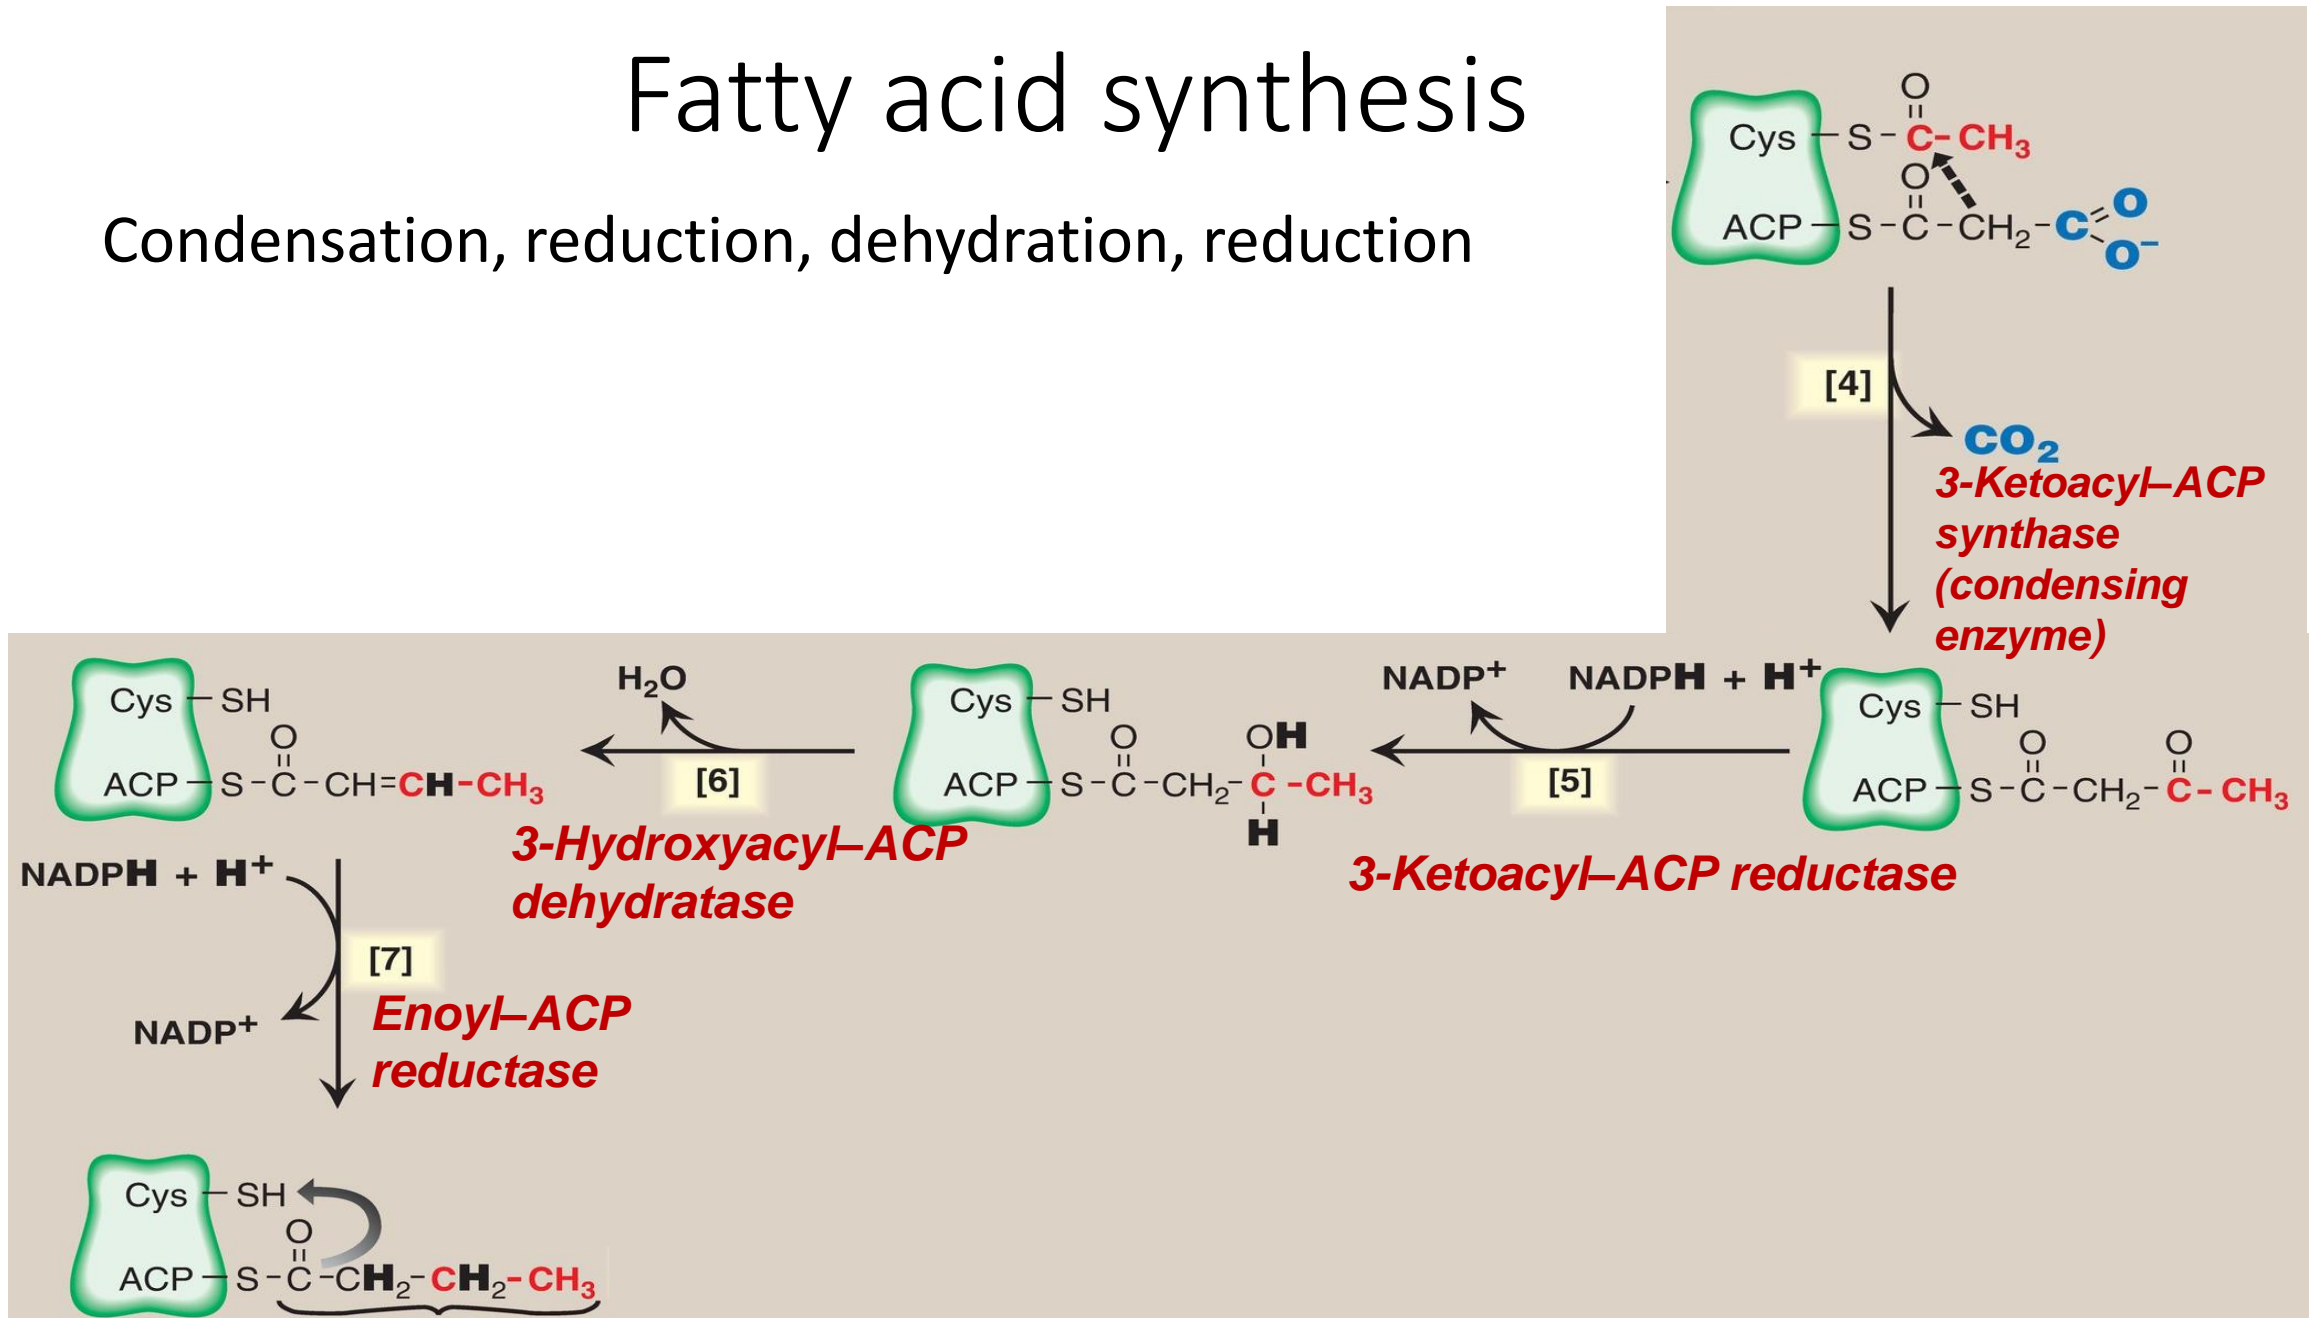 Fatty acid synthesis
Condensation, reduction, dehydration, reduction
O
Cys – S – C – CH₃
O
ACP – S – C – CH₂ – C O
O⁻
[4]
CO₂
3-Ketoacyl–ACP
synthase
(condensing
enzyme)
Cys – SH
O O
ACP – S – C – CH₂ – C – CH₃
NADP⁺ NADPH + H⁺
[5]
3-Ketoacyl–ACP reductase
Cys – SH
O OH
ACP – S – C – CH₂ – C – CH₃
H
H₂O
[6]
3-Hydroxyacyl–ACP
dehydratase
Cys – SH
O
ACP – S – C – CH=CH – CH₃
NADPH + H⁺
[7]
NADP⁺
Enoyl–ACP
reductase
Cys – SH
O
ACP – S – C – CH₂ – CH₂ – CH₃